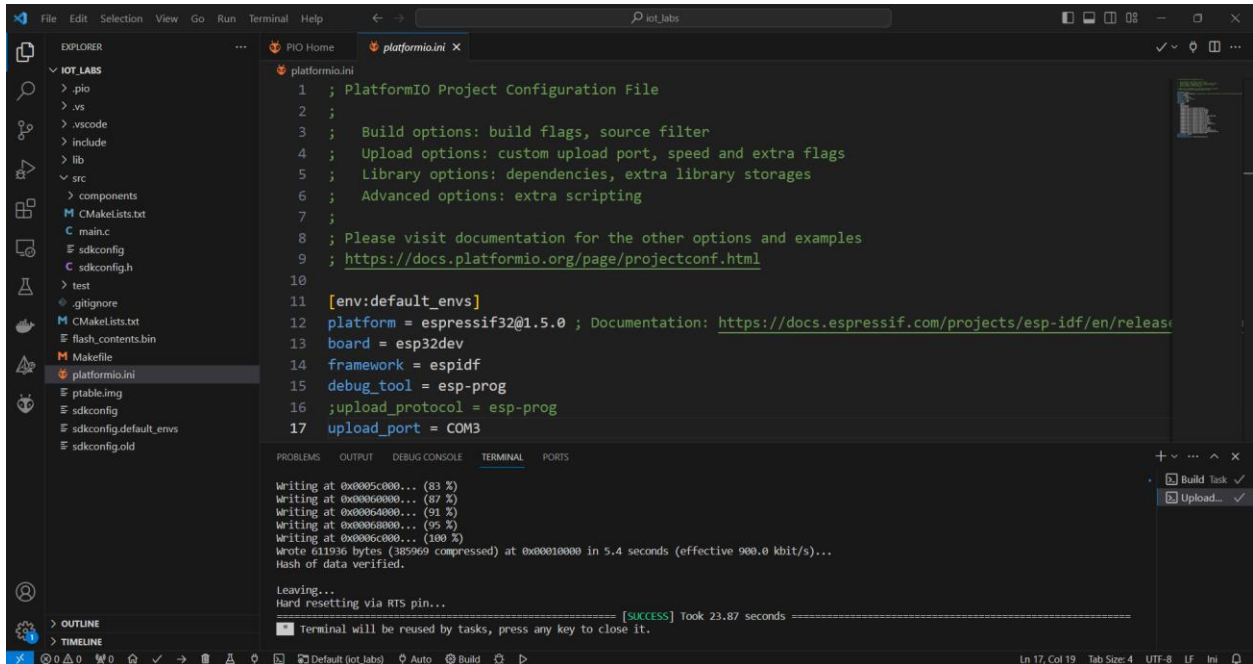 File Edit Selection View Go Run Terminal Help
iot_labs
EXPLORER
IOT_LABS
.pio
.vs
.vscode
include
lib
src
components
CMakeLists.txt
main.c
sdkconfig
sdkconfig.h
test
.gitignore
CMakeLists.txt
flash_contents.bin
Makefile
platformio.ini
ptable.img
sdkconfig
sdkconfig.default_envs
sdkconfig.old
OUTLINE
TIMELINE
PIO Home platformio.ini
platformio.ini
1 ; PlatformIO Project Configuration File
2 ;
3 ;   Build options: build flags, source filter
4 ;   Upload options: custom upload port, speed and extra flags
5 ;   Library options: dependencies, extra library storages
6 ;   Advanced options: extra scripting
7 ;
8 ; Please visit documentation for the other options and examples
9 ; https://docs.platformio.org/page/projectconf.html
10
11 [env:default_envs]
12 platform = espressif32@1.5.0 ; Documentation: https://docs.espressif.com/projects/esp-idf/en/release
13 board = esp32dev
14 framework = espidf
15 debug_tool = esp-prog
16 ;upload_protocol = esp-prog
17 upload_port = COM3
PROBLEMS OUTPUT DEBUG CONSOLE TERMINAL PORTS
Writing at 0x0005c000... (83 %)
Writing at 0x00060000... (87 %)
Writing at 0x00064000... (91 %)
Writing at 0x00068000... (95 %)
Writing at 0x0006c000... (100 %)
Wrote 611936 bytes (385969 compressed) at 0x00010000 in 5.4 seconds (effective 900.0 kbit/s)...
Hash of data verified.
Leaving...
Hard resetting via RTS pin...
[SUCCESS] Took 23.87 seconds
* Terminal will be reused by tasks, press any key to close it.
Build Task
Upload...
0 0 0 Default (iot_labs) Auto Build
Ln 17, Col 19 Tab Size: 4 UTF-8 LF Ini